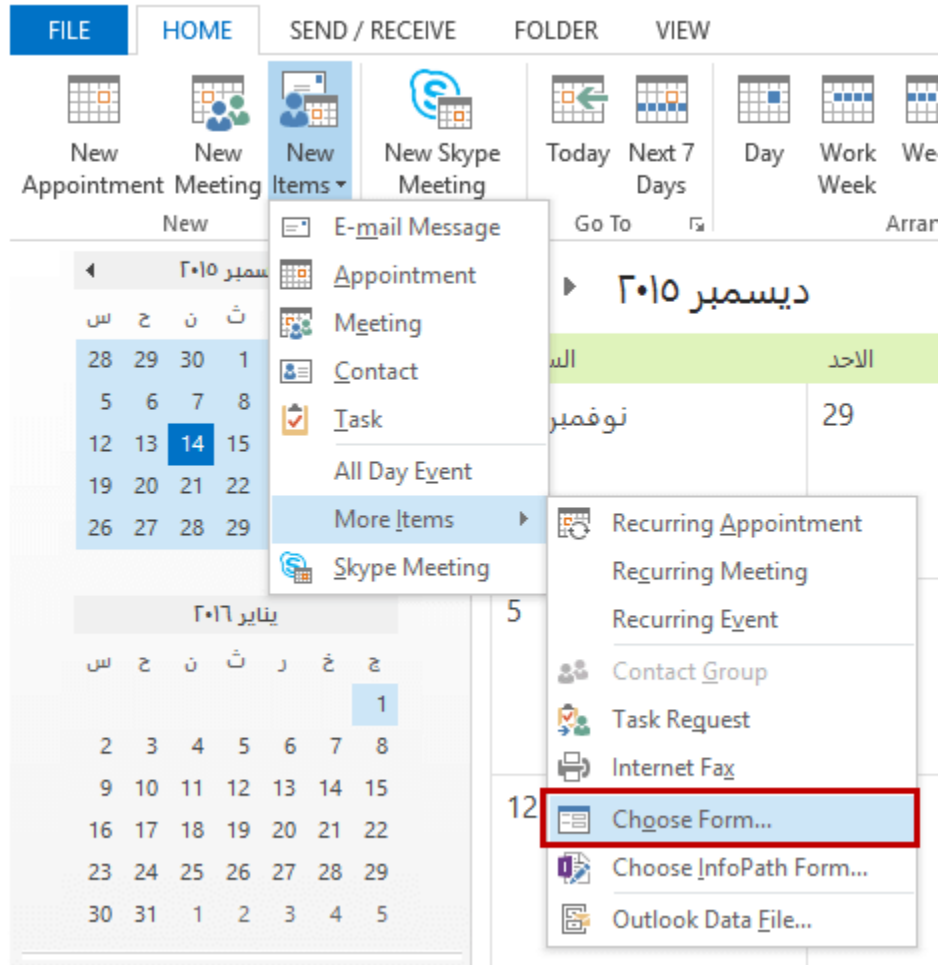 FILE HOME SEND / RECEIVE FOLDER VIEW
New Appointment
New Meeting
New Items
New Skype Meeting
Today
Next 7 Days
Day
Work Week
New
Go To
E-mail Message
Appointment
Meeting
Contact
Task
All Day Event
More Items
Skype Meeting
Recurring Appointment
Recurring Meeting
Recurring Event
Contact Group
Task Request
Internet Fax
Choose Form...
Choose InfoPath Form...
Outlook Data File...
٢٠١٥
س ح ن ث
28 29 30 1
5 6 7 8
12 13 14 15
19 20 21 22
26 27 28 29
يناير ٢٠١٦
س ح ن ث ر خ ج
1
2 3 4 5 6 7 8
9 10 11 12 13 14 15
16 17 18 19 20 21 22
23 24 25 26 27 28 29
30 31 1 2 3 4 5
ديسمبر ٢٠١٥
الاحد
نوفمبر
29
5
12